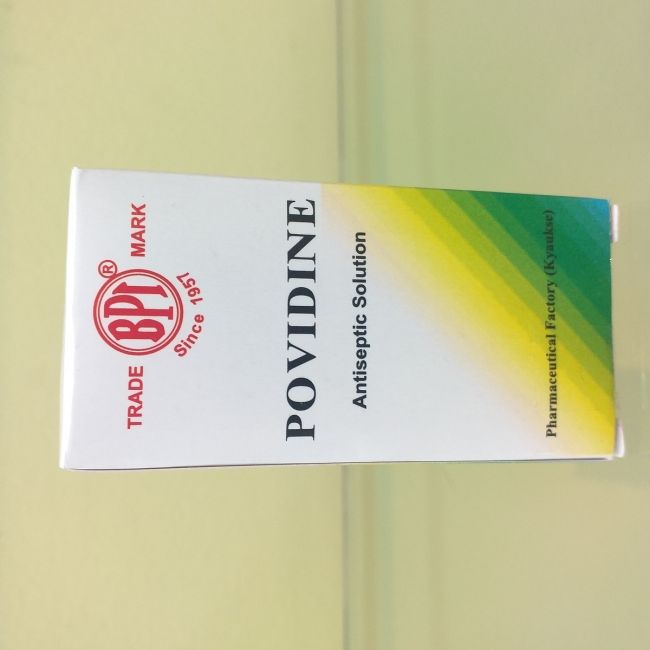 TRADE BPI® MARK
Since 1957
POVIDINE
Antiseptic Solution
Pharmaceutical Factory (Kyaukse)